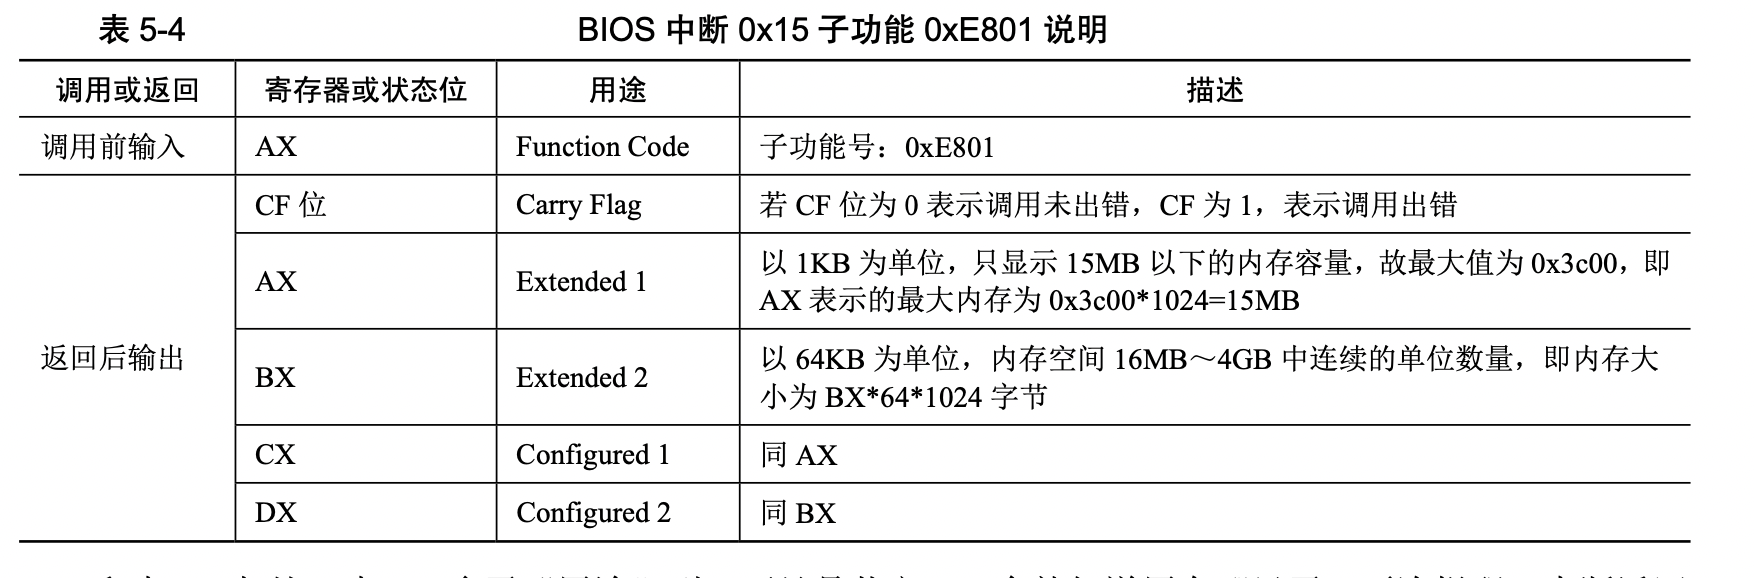 表 5-4
BIOS 中断 0x15 子功能 0xE801 说明
调用或返回 寄存器或状态位 用途 描述
调用前输入 AX Function Code 子功能号：0xE801
返回后输出
CF 位 Carry Flag 若 CF 位为 0 表示调用未出错，CF 为 1，表示调用出错
AX Extended 1 以 1KB 为单位，只显示 15MB 以下的内存容量，故最大值为 0x3c00，即
AX 表示的最大内存为 0x3c00*1024=15MB
BX Extended 2 以 64KB 为单位，内存空间 16MB～4GB 中连续的单位数量，即内存大
小为 BX*64*1024 字节
CX Configured 1 同 AX
DX Configured 2 同 BX